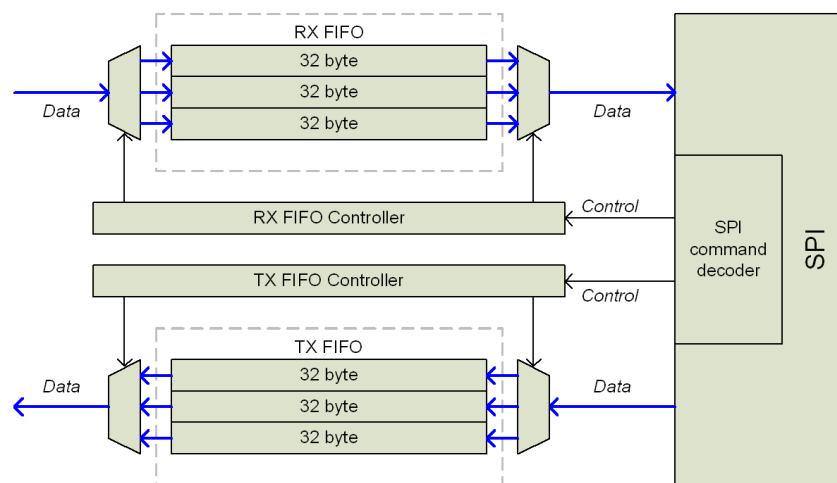 RX FIFO
32 byte
32 byte
32 byte
Data
Data
RX FIFO Controller
Control
SPI
command
decoder
SPI
TX FIFO Controller
Control
TX FIFO
32 byte
32 byte
32 byte
Data
Data